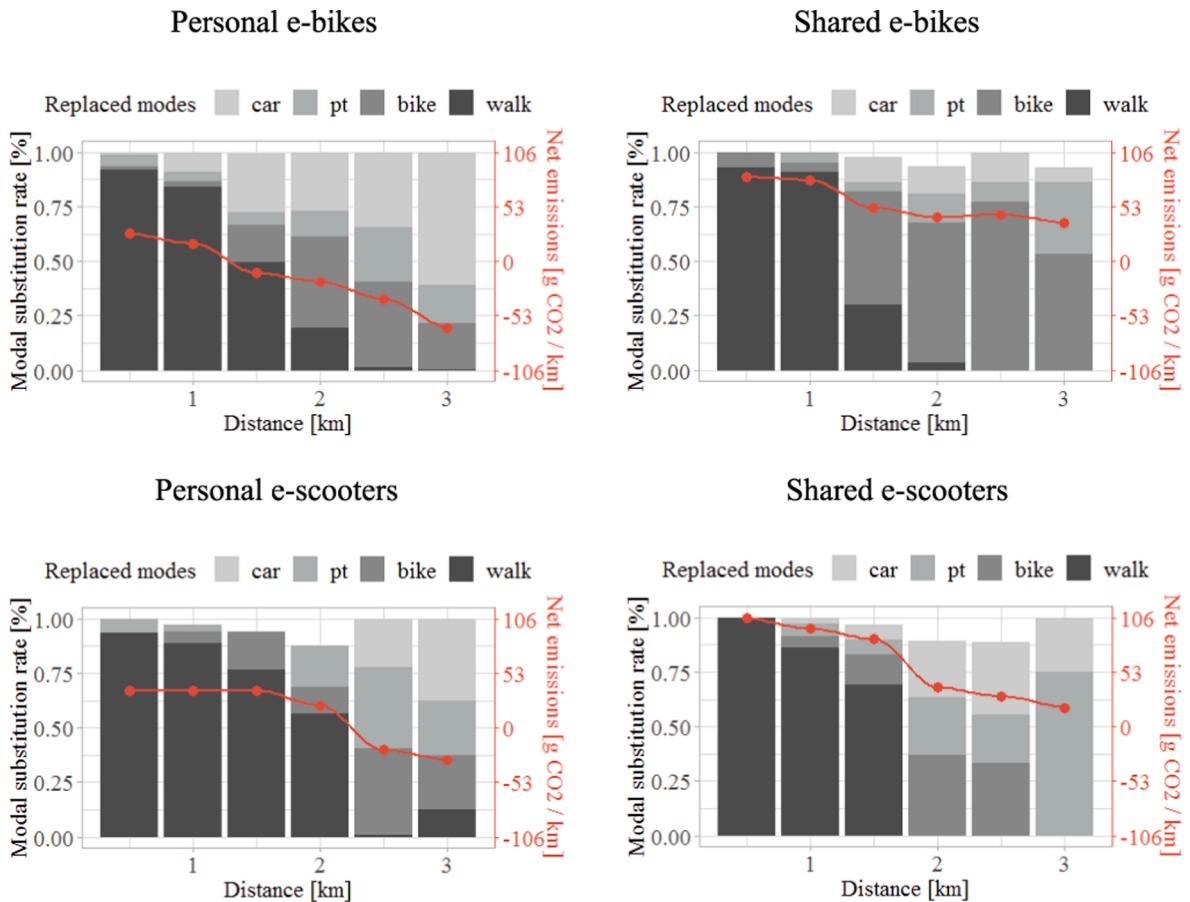 Personal e-bikes
Replaced modes car pt bike walk
Modal substitution rate [%]
1.00
0.75
0.50
0.25
0.00
Net emissions [g CO2 / km]
106
53
0
-53
-106
1 2 3
Distance [km]
Shared e-bikes
Replaced modes car pt bike walk
Modal substitution rate [%]
1.00
0.75
0.50
0.25
0.00
Net emissions [g CO2 / km]
106
53
0
-53
-106
1 2 3
Distance [km]
Personal e-scooters
Replaced modes car pt bike walk
Modal substitution rate [%]
1.00
0.75
0.50
0.25
0.00
Net emissions [g CO2 / km]
106
53
0
-53
-106
1 2 3
Distance [km]
Shared e-scooters
Replaced modes car pt bike walk
Modal substitution rate [%]
1.00
0.75
0.50
0.25
0.00
Net emissions [g CO2 / km]
106
53
0
-53
-106
1 2 3
Distance [km]